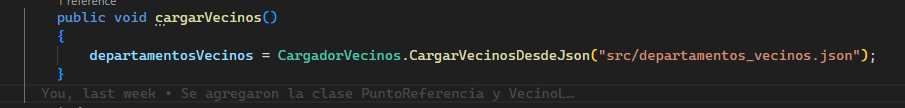 1 reference
public void cargarVecinos()
{
departamentosVecinos = CargadorVecinos.CargarVecinosDesdeJson("src/departamentos_vecinos.json");
}
You, last week • Se agregaron la clase PuntoReferencia y VecinoL…